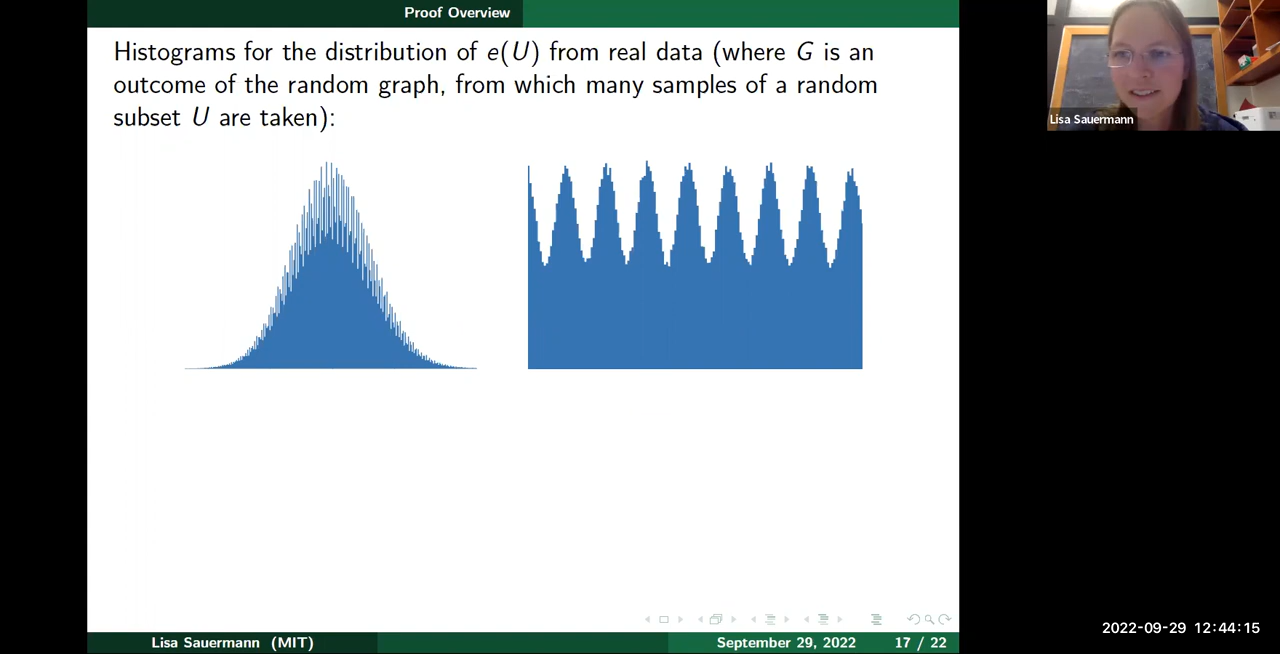 Proof Overview
Histograms for the distribution of e(U) from real data (where G is an
outcome of the random graph, from which many samples of a random
subset U are taken):
Lisa Sauermann
Lisa Sauermann (MIT)
September 29, 2022
17 / 22
2022-09-29 12:44:15